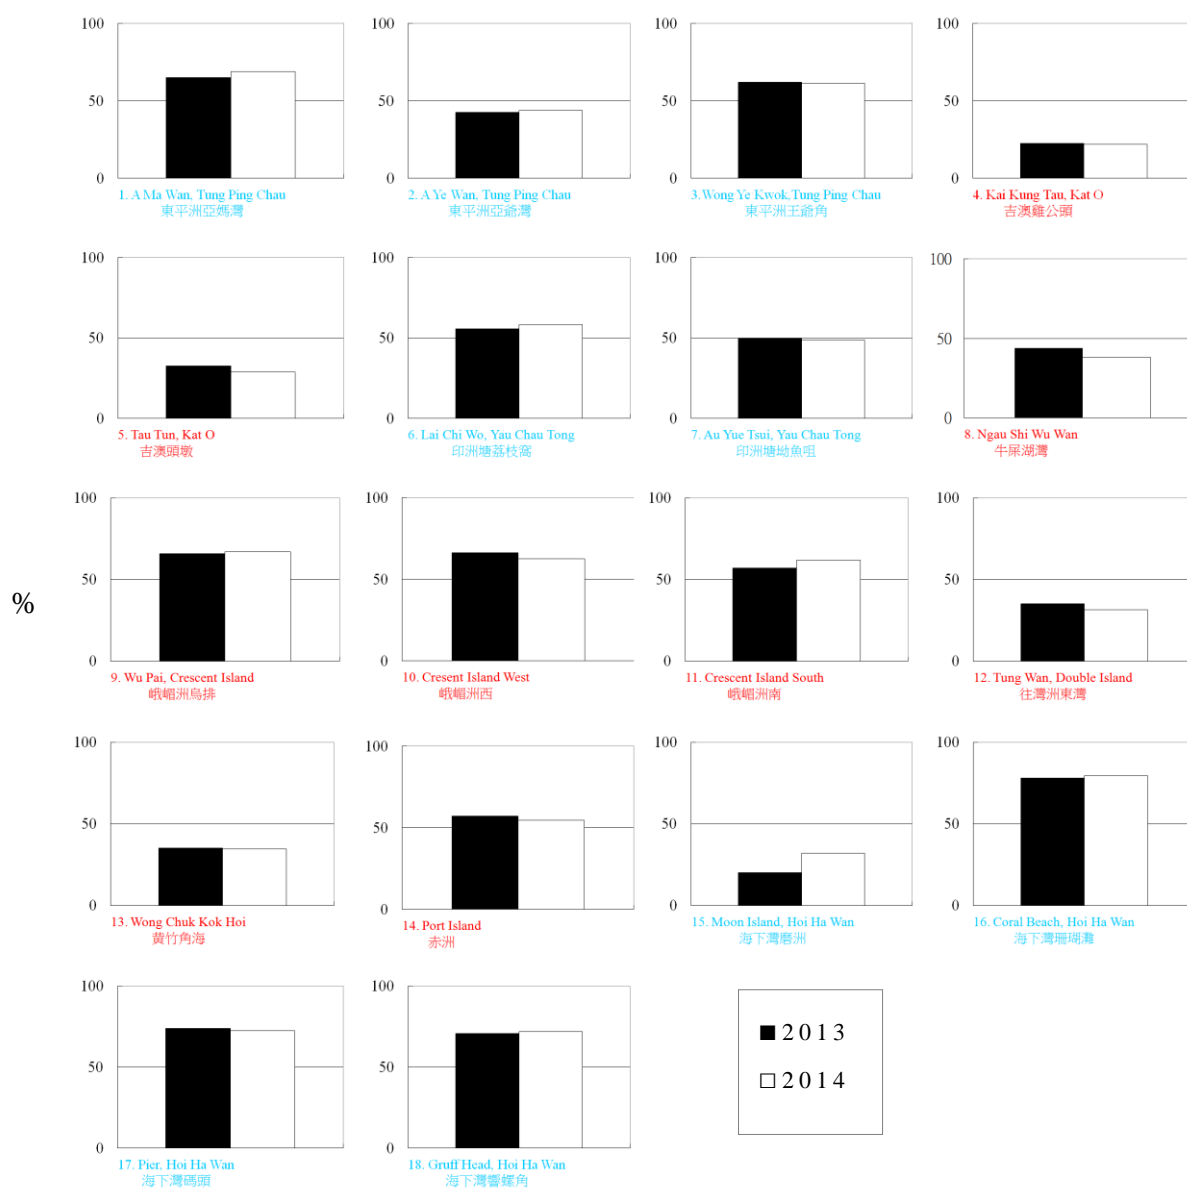 100
50
0
1. A Ma Wan, Tung Ping Chau
東平洲亞媽灣
100
50
0
2. A Ye Wan, Tung Ping Chau
東平洲亞爺灣
100
50
0
3.Wong Ye Kwok,Tung Ping Chau
東平洲王爺角
100
50
0
4. Kai Kung Tau, Kat O
吉澳雞公頭
100
50
0
5. Tau Tun, Kat O
吉澳頭墩
100
50
0
6. Lai Chi Wo, Yau Chau Tong
印洲塘荔枝窩
100
50
0
7. Au Yue Tsui, Yau Chau Tong
印洲塘坳魚咀
100
50
0
8. Ngau Shi Wu Wan
牛屎湖灣
%
100
50
0
9. Wu Pai, Crescent Island
峨嵋洲烏排
100
50
0
10. Cresent Island West
峨嵋洲西
100
50
0
11. Crescent Island South
峨嵋洲南
100
50
0
12. Tung Wan, Double Island
往灣洲東灣
100
50
0
13. Wong Chuk Kok Hoi
黃竹角海
100
50
0
14. Port Island
赤洲
100
50
0
15. Moon Island, Hoi Ha Wan
海下灣磨洲
100
50
0
16. Coral Beach, Hoi Ha Wan
海下灣珊瑚灘
100
50
0
17. Pier, Hoi Ha Wan
海下灣碼頭
100
50
0
18. Gruff Head, Hoi Ha Wan
海下灣響螺角
2013
2014